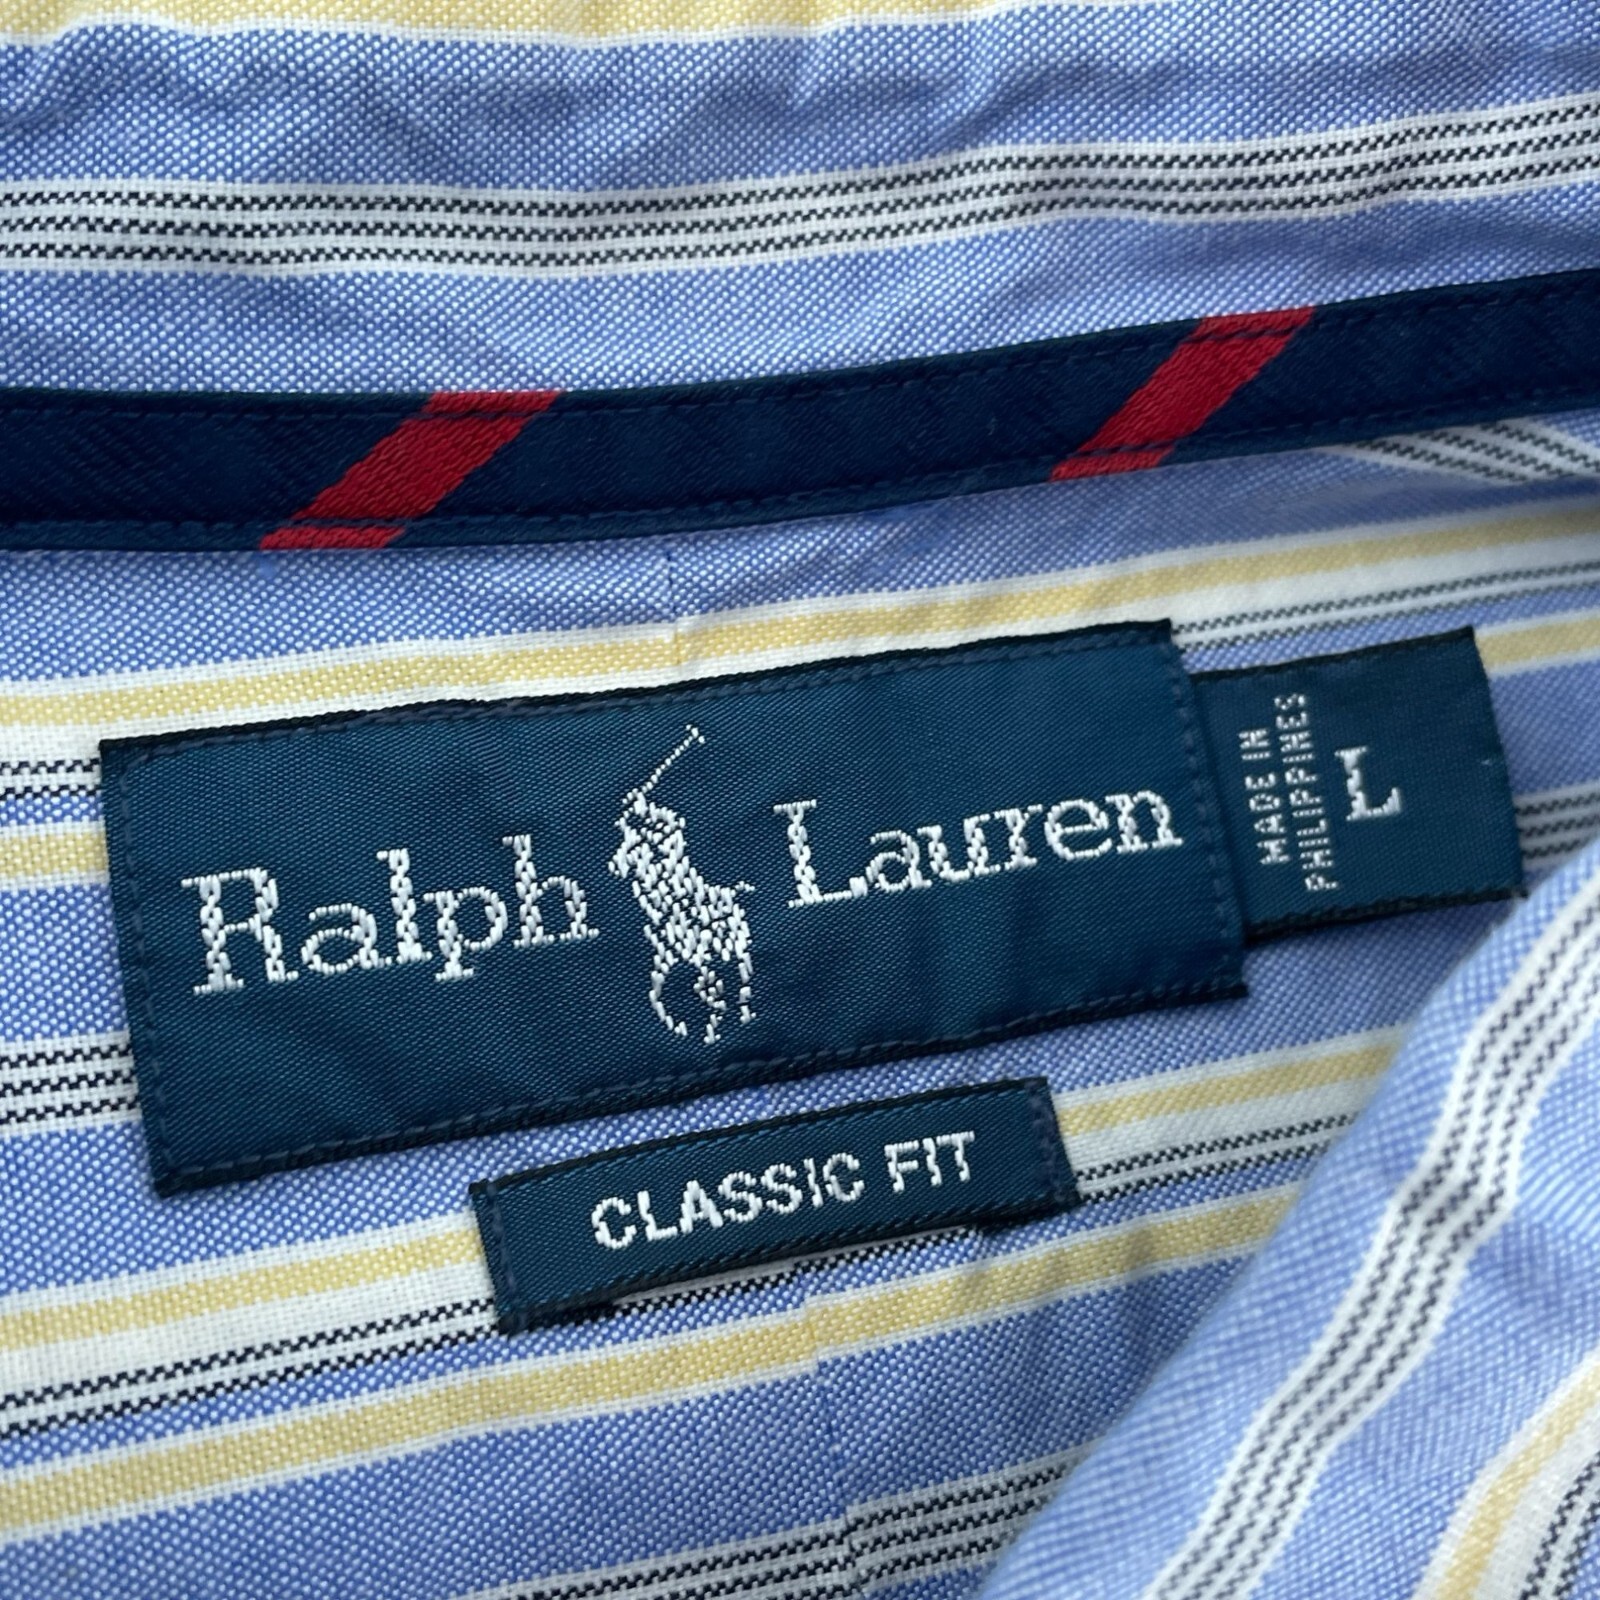 Ralph Lauren
MADE IN
PHILIPPINES
L
CLASSIC FIT